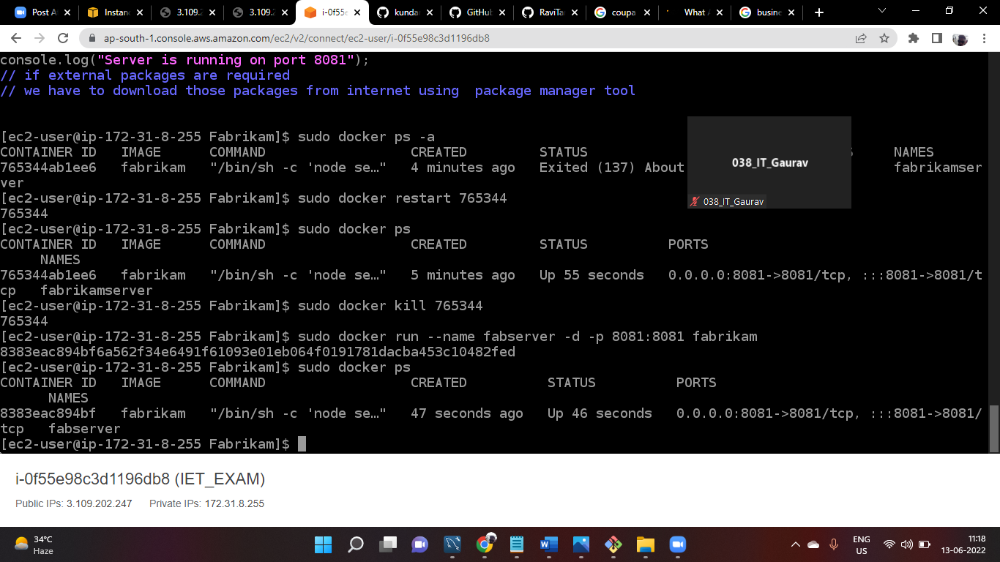 Post A
Instan
3.109.
3.109.2
i-0f55e
kunda
GitHub
RaviTa
coupa
What A
busine
ap-south-1.console.aws.amazon.com/ec2/v2/connect/ec2-user/i-0f55e98c3d1196db8
console.log("Server is running on port 8081");
// if external packages are required
// we have to download those packages from internet using  package manager tool
[ec2-user@ip-172-31-8-255 Fabrikam]$ sudo docker ps -a
CONTAINER ID   IMAGE      COMMAND                  CREATED         STATUS                     NAMES
765344ab1ee6   fabrikam   "/bin/sh -c 'node se…"   4 minutes ago   Exited (137) About                     fabrikamser
ver
[ec2-user@ip-172-31-8-255 Fabrikam]$ sudo docker restart 765344
765344
[ec2-user@ip-172-31-8-255 Fabrikam]$ sudo docker ps
CONTAINER ID   IMAGE      COMMAND                  CREATED         STATUS          PORTS
     NAMES
765344ab1ee6   fabrikam   "/bin/sh -c 'node se…"   5 minutes ago   Up 55 seconds   0.0.0.0:8081->8081/tcp, :::8081->8081/t
cp   fabrikamserver
[ec2-user@ip-172-31-8-255 Fabrikam]$ sudo docker kill 765344
765344
[ec2-user@ip-172-31-8-255 Fabrikam]$ sudo docker run --name fabserver -d -p 8081:8081 fabrikam
8383eac894bf6a562f34e6491f61093e01eb064f0191781dacba453c10482fed
[ec2-user@ip-172-31-8-255 Fabrikam]$ sudo docker ps
CONTAINER ID   IMAGE      COMMAND                  CREATED          STATUS          PORTS
      NAMES
8383eac894bf   fabrikam   "/bin/sh -c 'node se…"   47 seconds ago   Up 46 seconds   0.0.0.0:8081->8081/tcp, :::8081->8081/
tcp   fabserver
[ec2-user@ip-172-31-8-255 Fabrikam]$
038_IT_Gaurav
038_IT_Gaurav
i-0f55e98c3d1196db8 (IET_EXAM)
Public IPs: 3.109.202.247 Private IPs: 172.31.8.255
34°C
Haze
ENG
US
11:18
13-06-2022